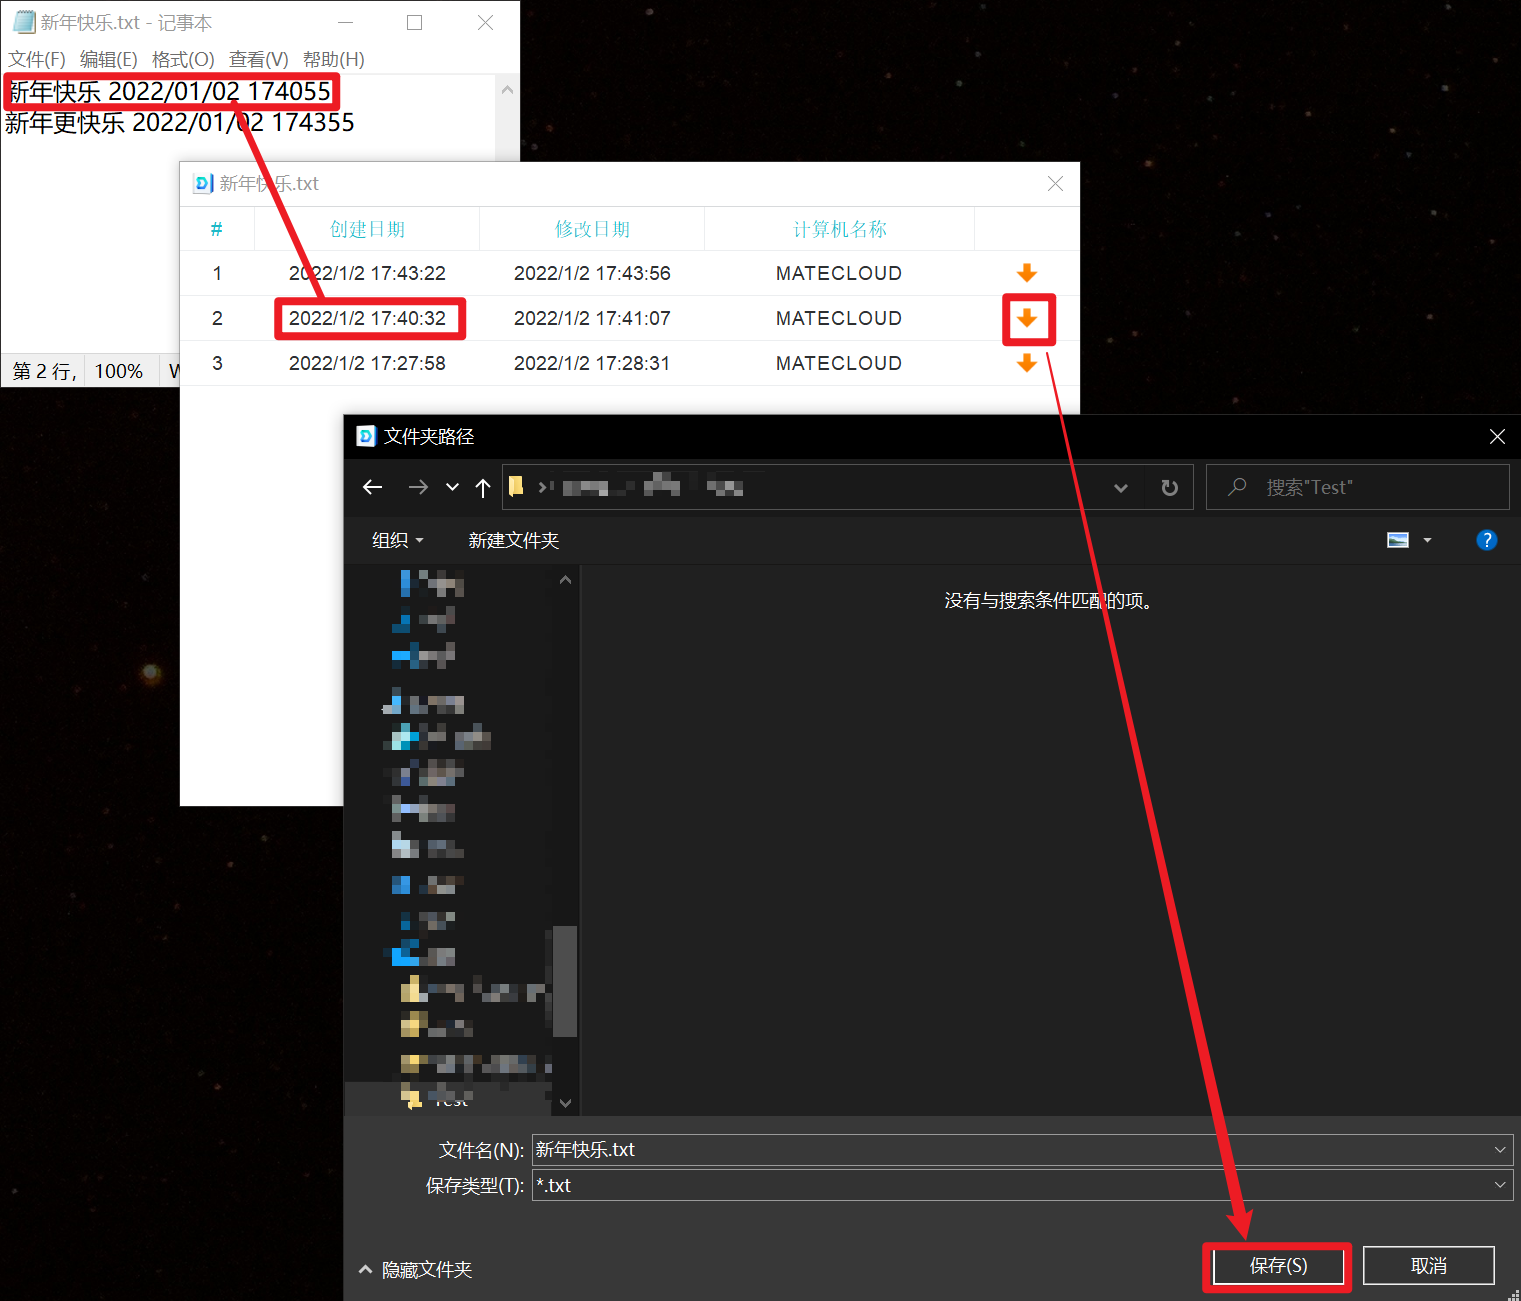 新年快乐.txt - 记事本
文件(F) 编辑(E) 格式(O) 查看(V) 帮助(H)
新年快乐 2022/01/02 174055
新年更快乐 2022/01/02 174355
第 2 行, 100% W
新年快乐.txt
# 创建日期 修改日期 计算机名称
1 2022/1/2 17:43:22 2022/1/2 17:43:56 MATECLOUD
2 2022/1/2 17:40:32 2022/1/2 17:41:07 MATECLOUD
3 2022/1/2 17:27:58 2022/1/2 17:28:31 MATECLOUD
文件夹路径
搜索"Test"
组织 新建文件夹
没有与搜索条件匹配的项。
Test
文件名(N): 新年快乐.txt
保存类型(T): *.txt
隐藏文件夹 保存(S) 取消